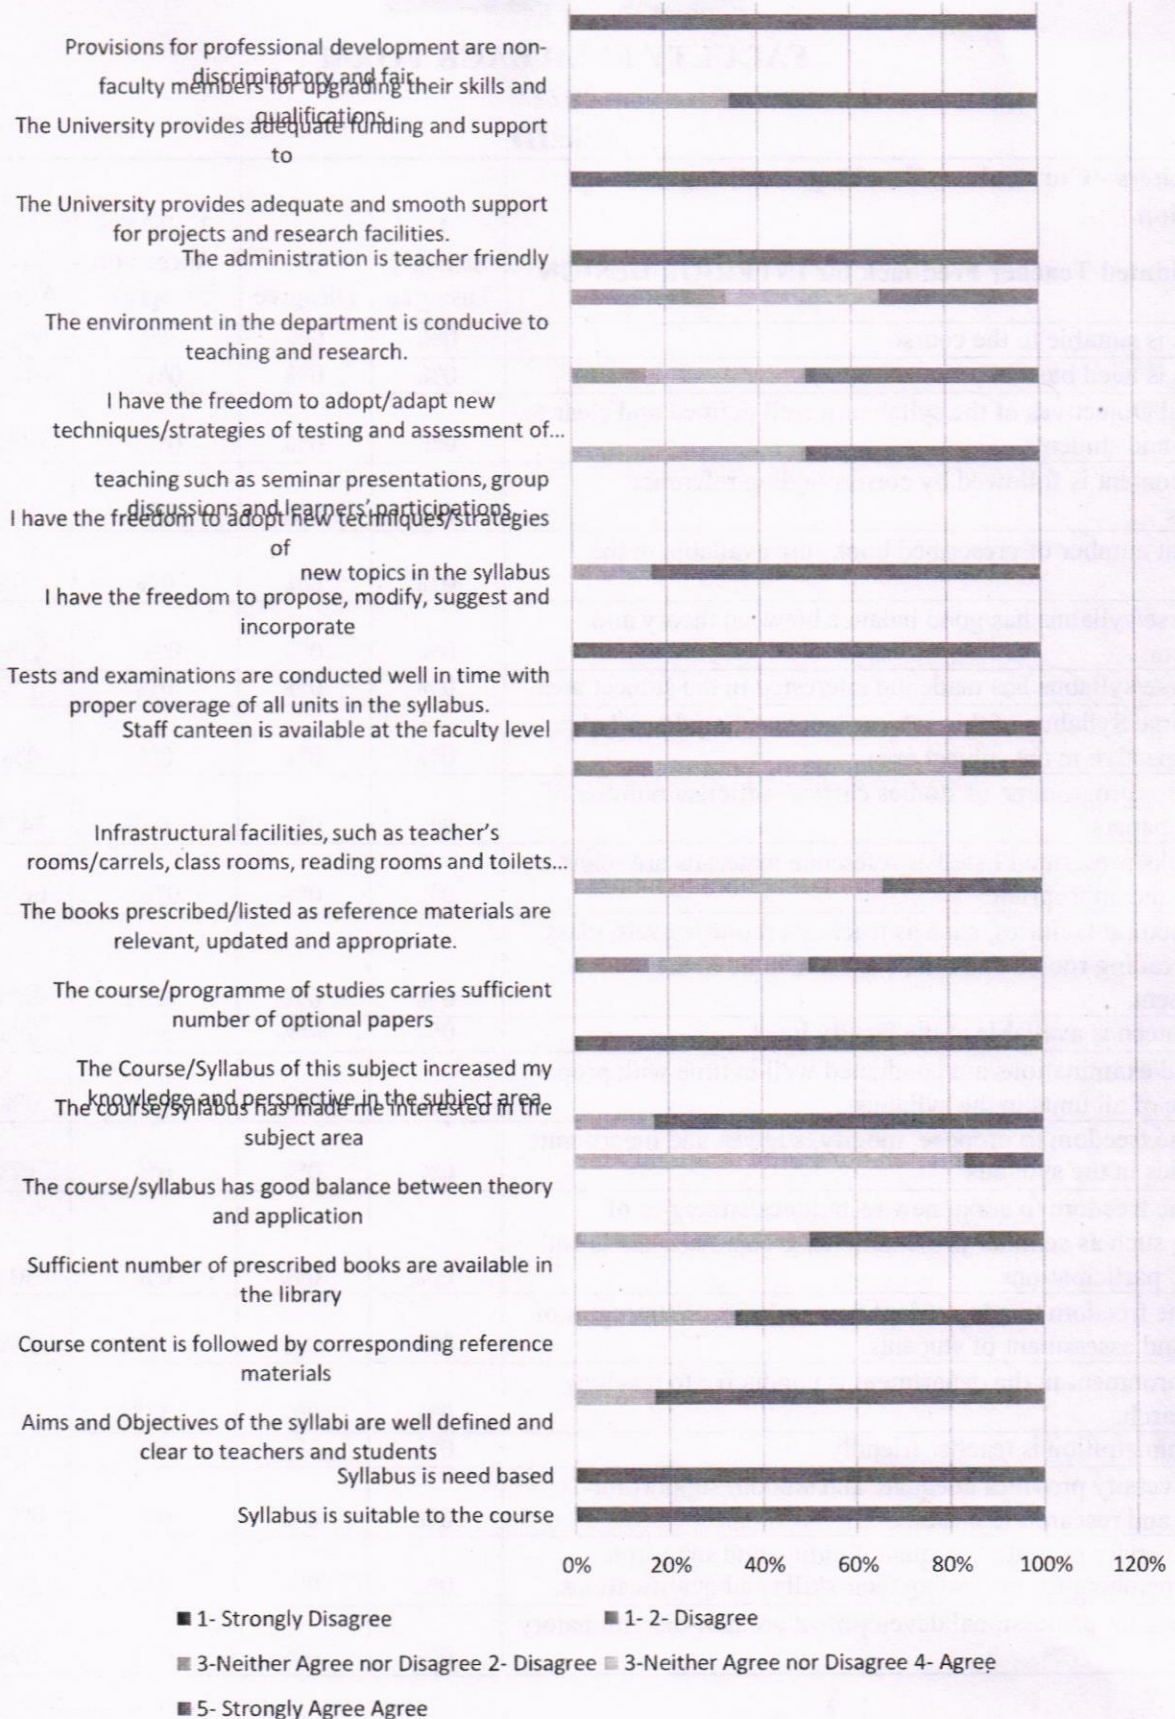 Provisions for professional development are non-
discriminatory and fair.
faculty members for upgrading their skills and
qualifications.
The University provides adequate funding and support
to
The University provides adequate and smooth support
for projects and research facilities.
The administration is teacher friendly
The environment in the department is conducive to
teaching and research.
I have the freedom to adopt/adapt new
techniques/strategies of testing and assessment of...
teaching such as seminar presentations, group
discussions and learners' participations.
I have the freedom to adopt new techniques/strategies
of
new topics in the syllabus
I have the freedom to propose, modify, suggest and
incorporate
Tests and examinations are conducted well in time with
proper coverage of all units in the syllabus.
Staff canteen is available at the faculty level
Infrastructural facilities, such as teacher's
rooms/carrels, class rooms, reading rooms and toilets...
The books prescribed/listed as reference materials are
relevant, updated and appropriate.
The course/programme of studies carries sufficient
number of optional papers
The Course/Syllabus of this subject increased my
knowledge and perspective in the subject area
The course/syllabus has made me interested in the
subject area
The course/syllabus has good balance between theory
and application
Sufficient number of prescribed books are available in
the library
Course content is followed by corresponding reference
materials
Aims and Objectives of the syllabi are well defined and
clear to teachers and students
Syllabus is need based
Syllabus is suitable to the course
0% 20% 40% 60% 80% 100% 120%
1- Strongly Disagree 1- 2- Disagree
3-Neither Agree nor Disagree 2- Disagree 3-Neither Agree nor Disagree 4- Agree
5- Strongly Agree Agree